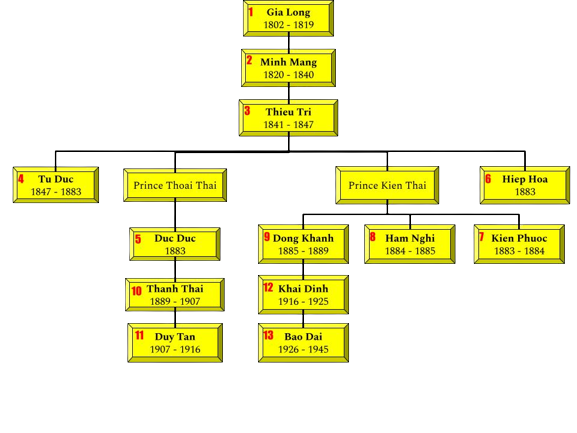 1 Gia Long
1802 - 1819
2 Minh Mang
1820 - 1840
3 Thieu Tri
1841 - 1847
4 Tu Duc
1847 - 1883
Prince Thoai Thai
Prince Kien Thai
6 Hiep Hoa
1883
5 Duc Duc
1883
9 Dong Khanh
1885 - 1889
8 Ham Nghi
1884 - 1885
7 Kien Phuoc
1883 - 1884
10 Thanh Thai
1889 - 1907
12 Khai Dinh
1916 - 1925
11 Duy Tan
1907 - 1916
13 Bao Dai
1926 - 1945